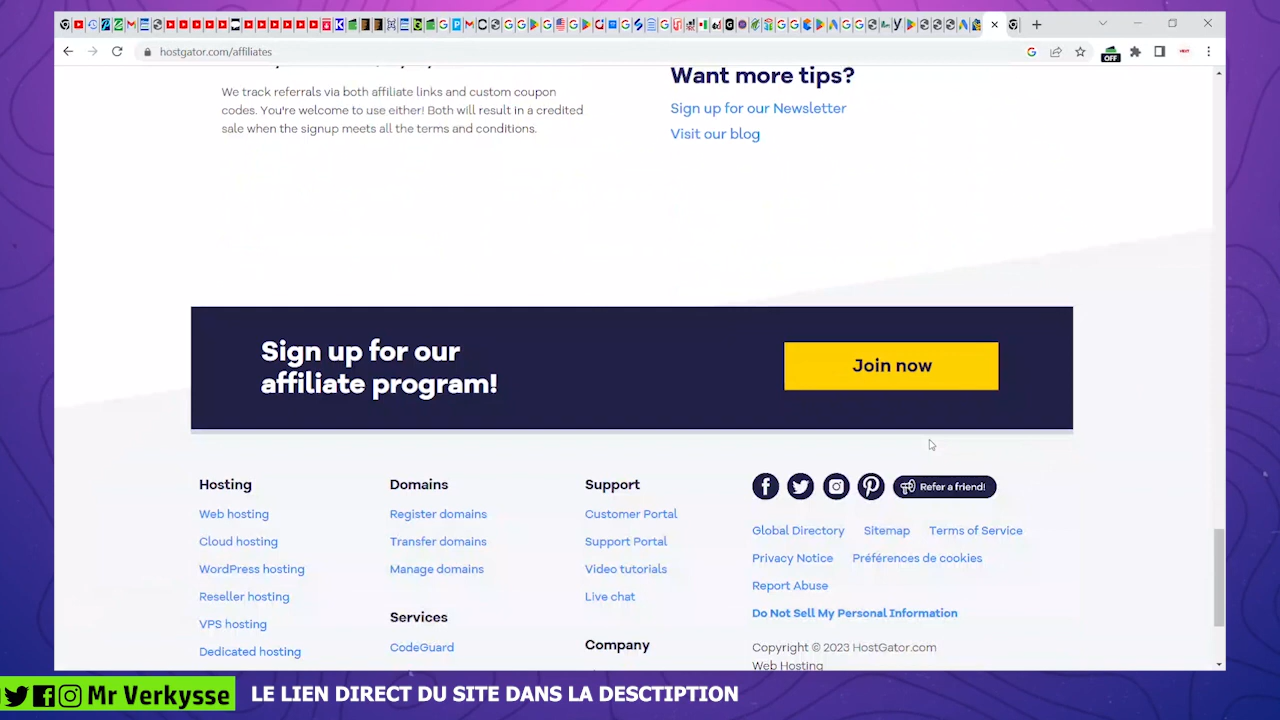 hostgator.com/affiliates
OFF
We track referrals via both affiliate links and custom coupon
codes. You're welcome to use either! Both will result in a credited
sale when the signup meets all the terms and conditions.
Want more tips?
Sign up for our Newsletter
Visit our blog
Sign up for our
affiliate program!
Join now
Hosting
Web hosting
Cloud hosting
WordPress hosting
Reseller hosting
VPS hosting
Dedicated hosting
Domains
Register domains
Transfer domains
Manage domains
Services
CodeGuard
Support
Customer Portal
Support Portal
Video tutorials
Live chat
Company
Refer a friend!
Global Directory Sitemap Terms of Service
Privacy Notice Préférences de cookies
Report Abuse
Do Not Sell My Personal Information
Copyright © 2023 HostGator.com
Web Hosting
Mr Verkysse
LE LIEN DIRECT DU SITE DANS LA DESCTIPTION